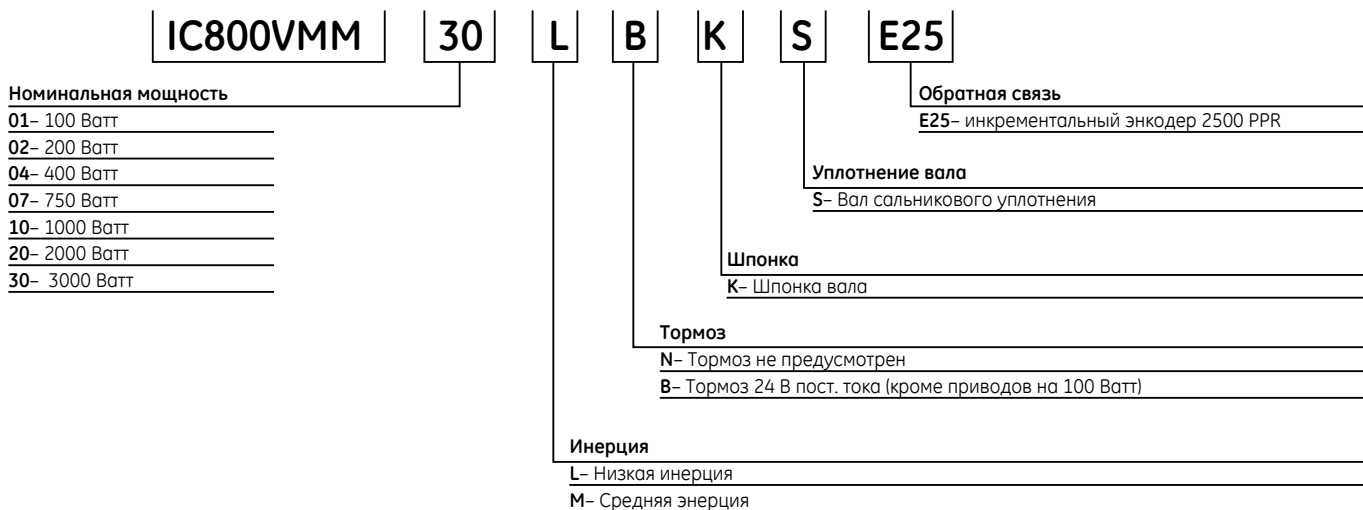 IC800VMM 30 L B K S E25
Номинальная мощность
01– 100 Ватт
02– 200 Ватт
04– 400 Ватт
07– 750 Ватт
10– 1000 Ватт
20– 2000 Ватт
30– 3000 Ватт
Обратная связь
E25– инкрементальный энкодер 2500 PPR
Уплотнение вала
S– Вал сальникового уплотнения
Шпонка
K– Шпонка вала
Тормоз
N– Тормоз не предусмотрен
B– Тормоз 24 В пост. тока (кроме приводов на 100 Ватт)
Инерция
L– Низкая инерция
M– Средняя энерция